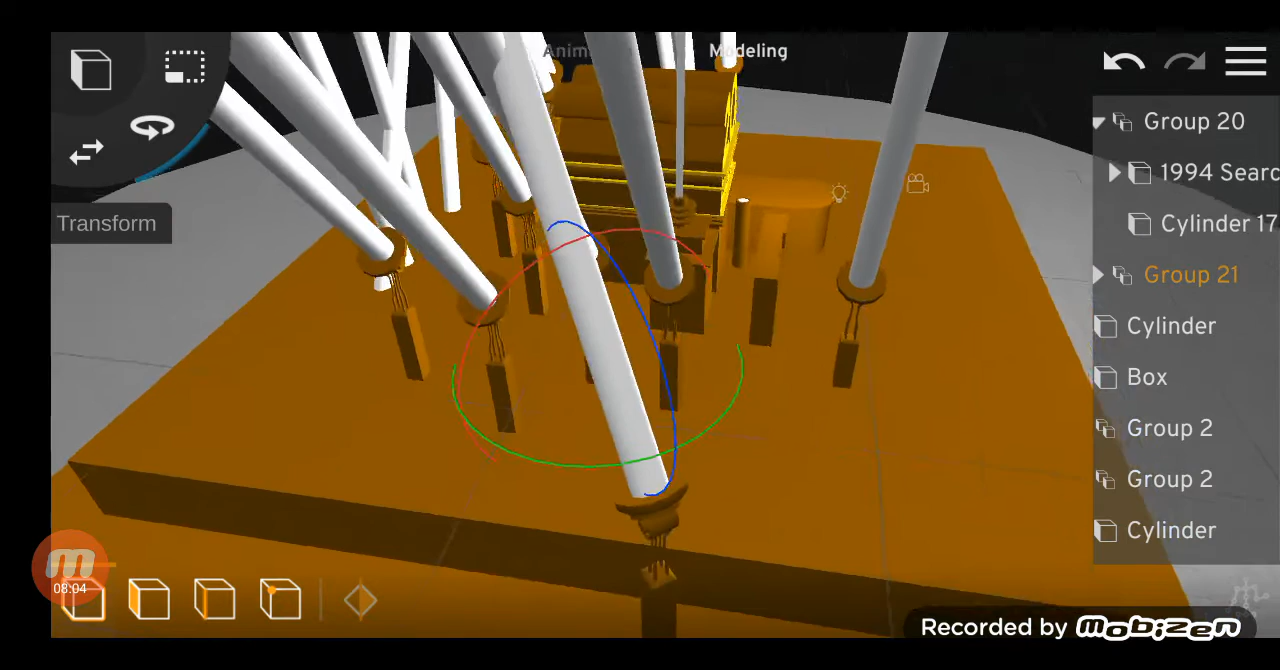 Anim
Modeling
Transform
Group 20
1994 Searc
Cylinder 17
Group 21
Cylinder
Box
Group 2
Group 2
Cylinder
m
08:04
Recorded by mobizen